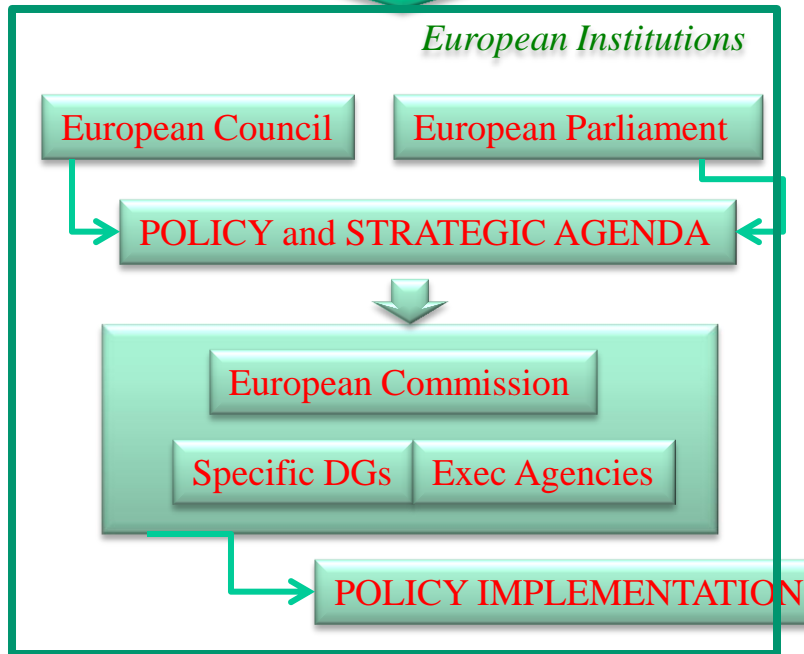 European Institutions
European Council
European Parliament
POLICY and STRATEGIC AGENDA
European Commission
Specific DGs
Exec Agencies
POLICY IMPLEMENTATION